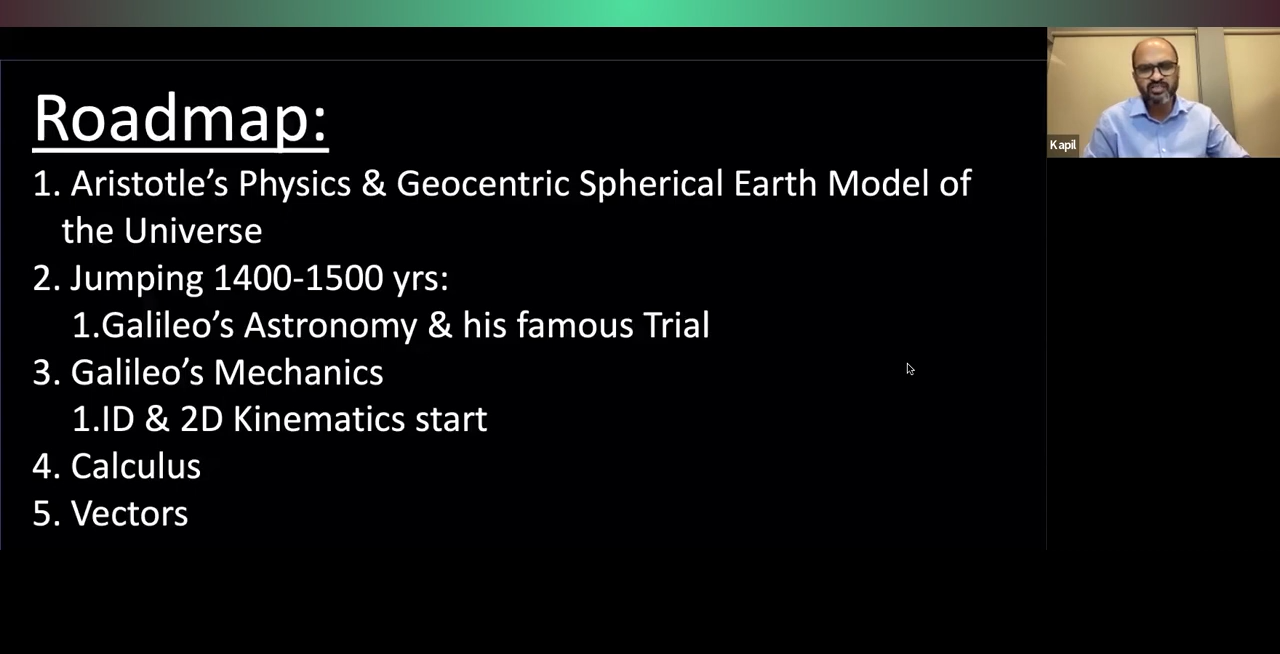 Roadmap:
1. Aristotle’s Physics & Geocentric Spherical Earth Model of
the Universe
2. Jumping 1400-1500 yrs:
1.Galileo’s Astronomy & his famous Trial
3. Galileo’s Mechanics
1.ID & 2D Kinematics start
4. Calculus
5. Vectors
Kapil